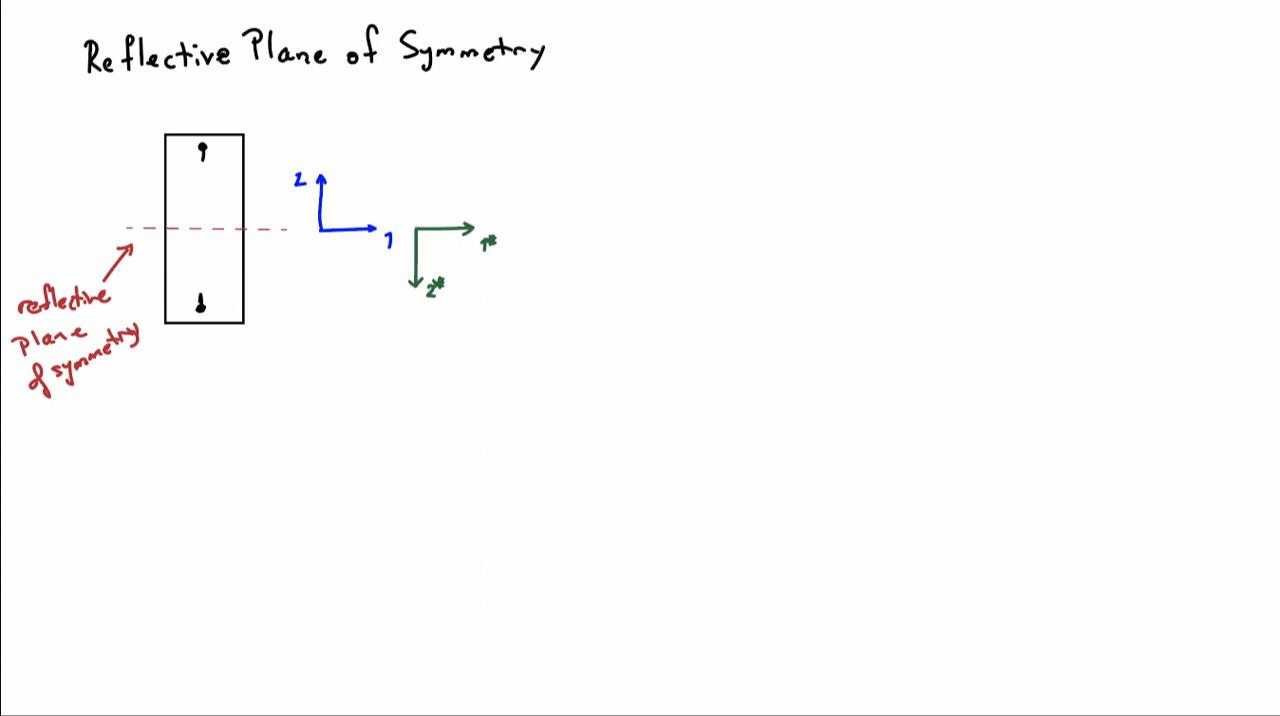 Reflective Plane of Symmetry
2
1
1*
2*
reflective
plane
of symmetry